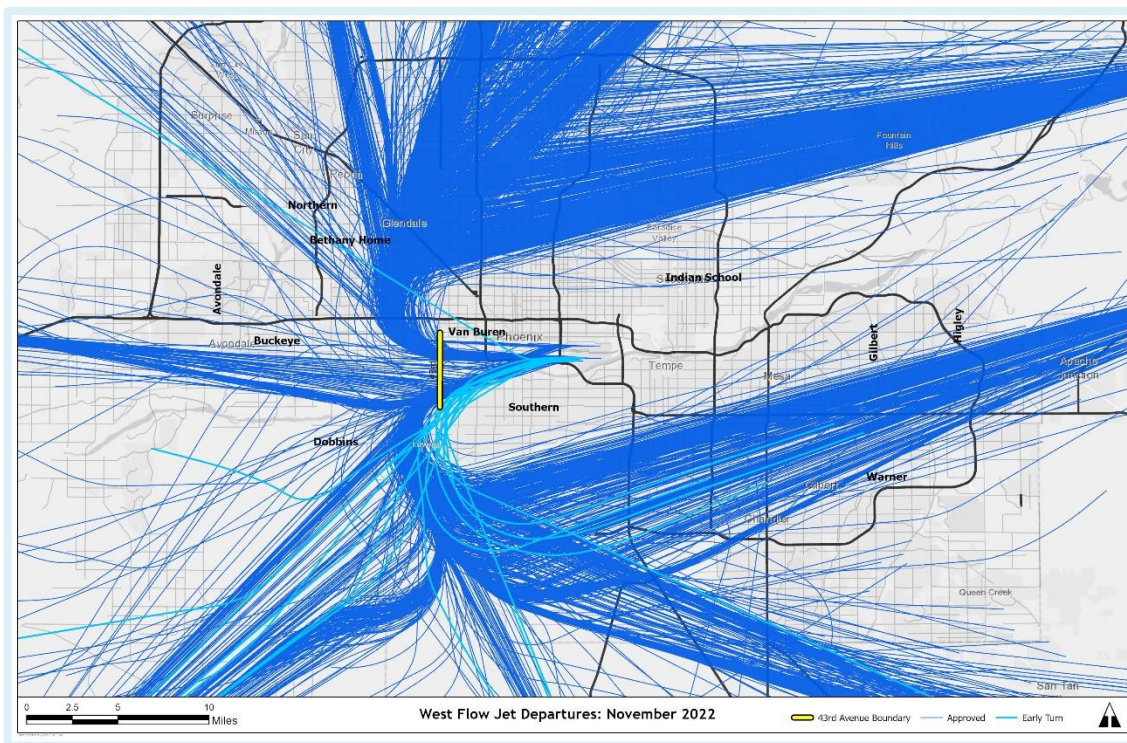 Surprise
Sun
City
Peoria
Northern
Glendale
Fountain
Hills
Bethany Home
Paradise
Valley
Indian School
Avondale
Gilbert
Higley
Van Buren
Phoenix
Avondale
Buckeye
Tempe
Mesa
Apache
Junction
Southern
Dobbins
Gilbert
Warner
Chandler
Queen Creek
San Tan
0 2.5 5 10
Miles
West Flow Jet Departures: November 2022
43rd Avenue Boundary
Approved
Early Turn